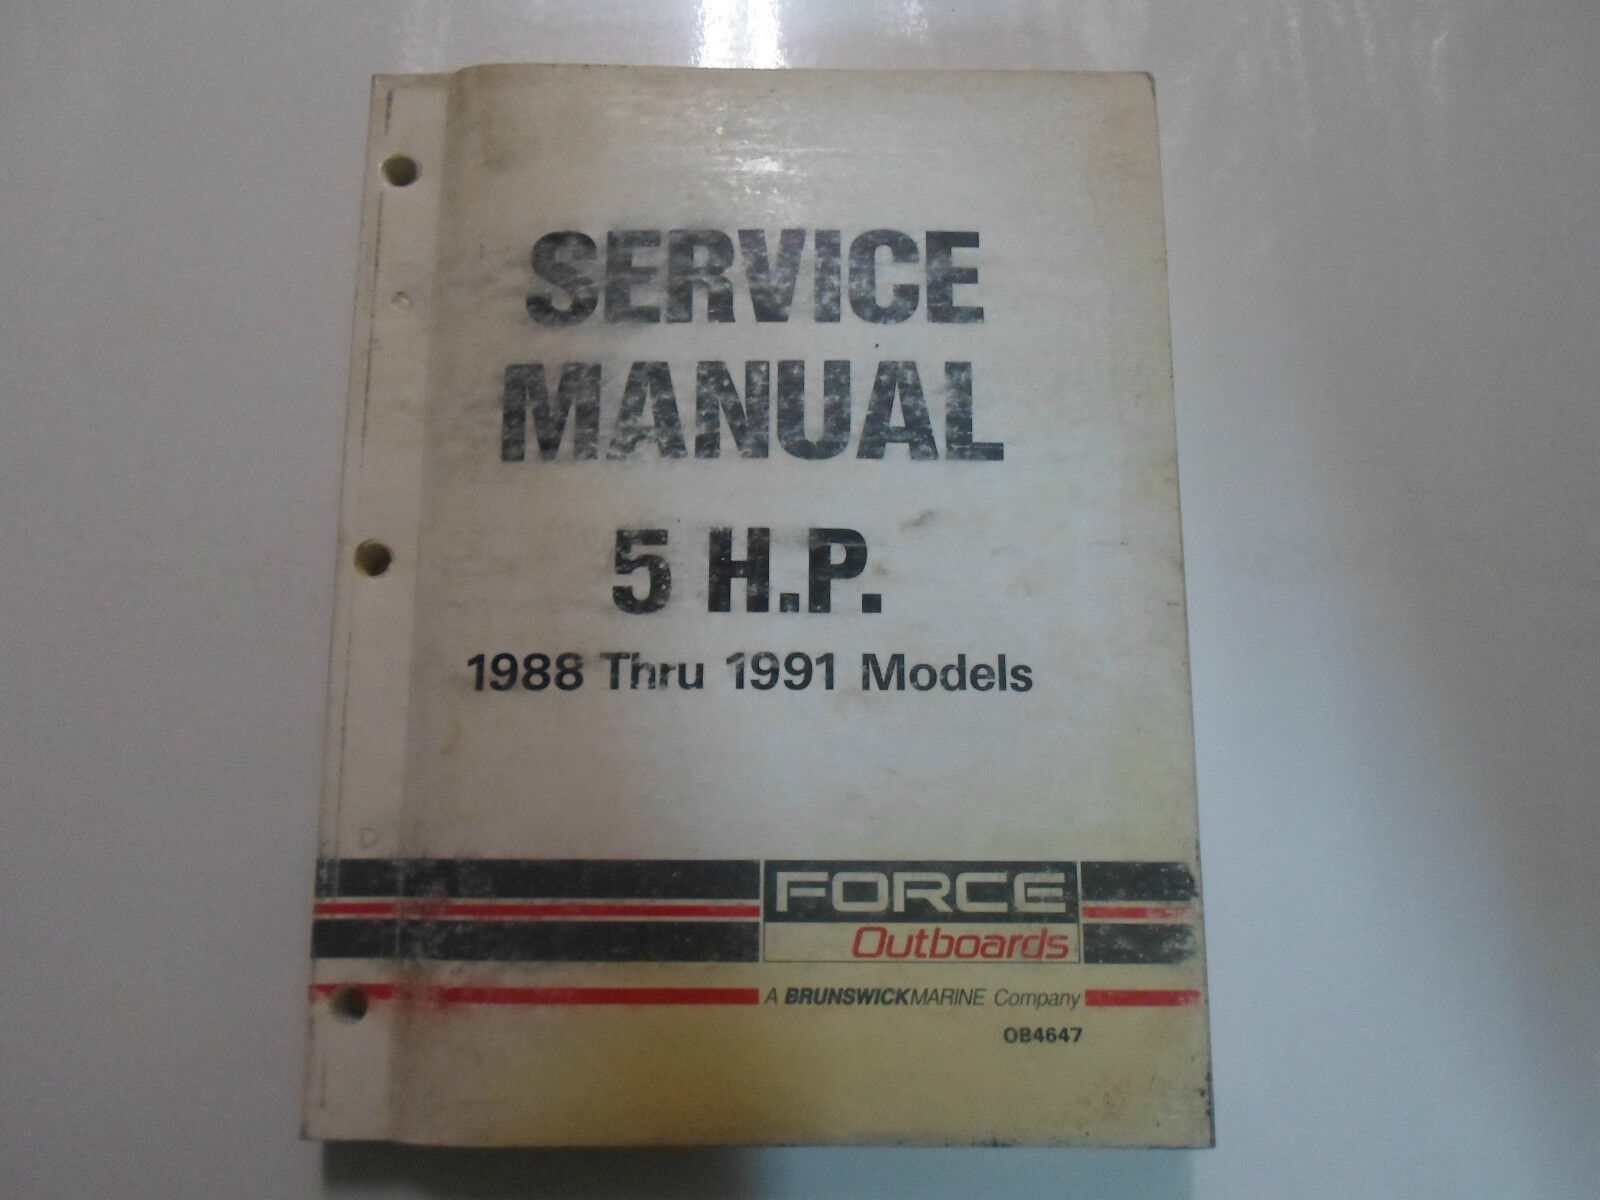 SERVICE
MANUAL
5 H.P.
1988 Thru 1991 Models
FORCE
Outboards
A BRUNSWICKMARINE Company
OB4647